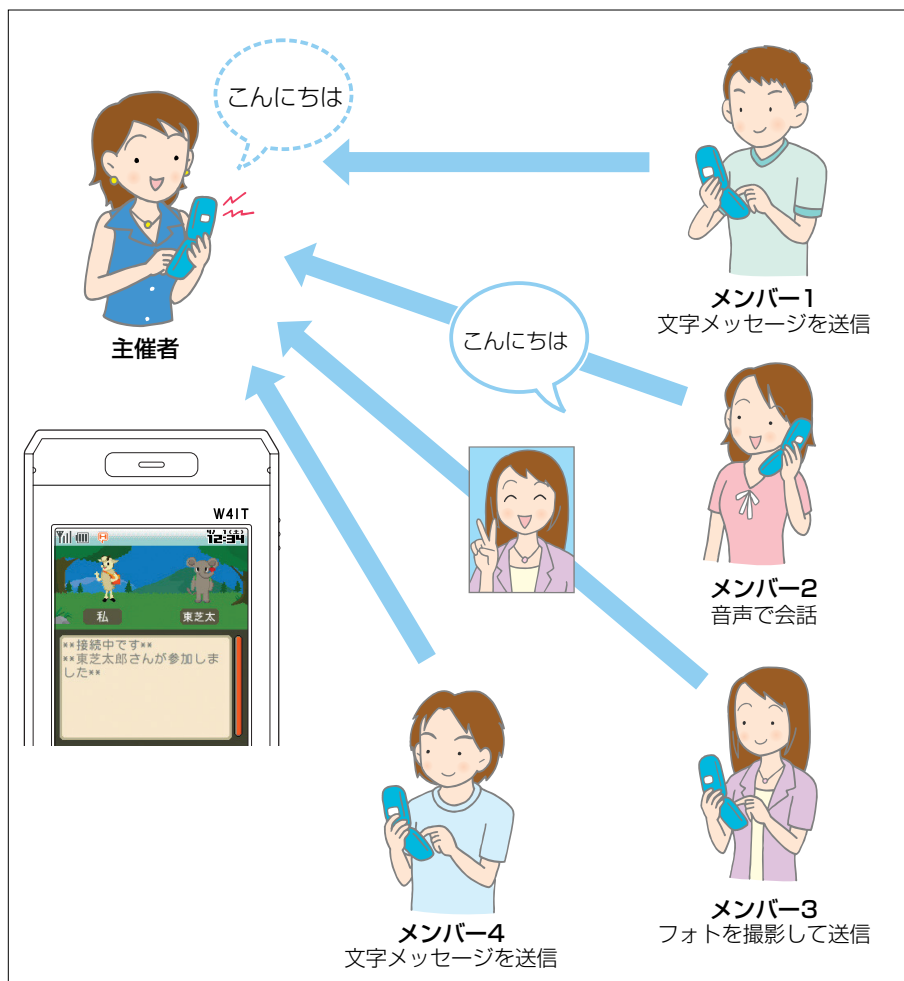 こんにちは
主催者
メンバー1
文字メッセージを送信
こんにちは
メンバー2
音声で会話
W41T
4/ 1(土)
12:34
私
東芝太
**接続中です**
**東芝太郎さんが参加しま
した**
メンバー3
フォトを撮影して送信
メンバー4
文字メッセージを送信